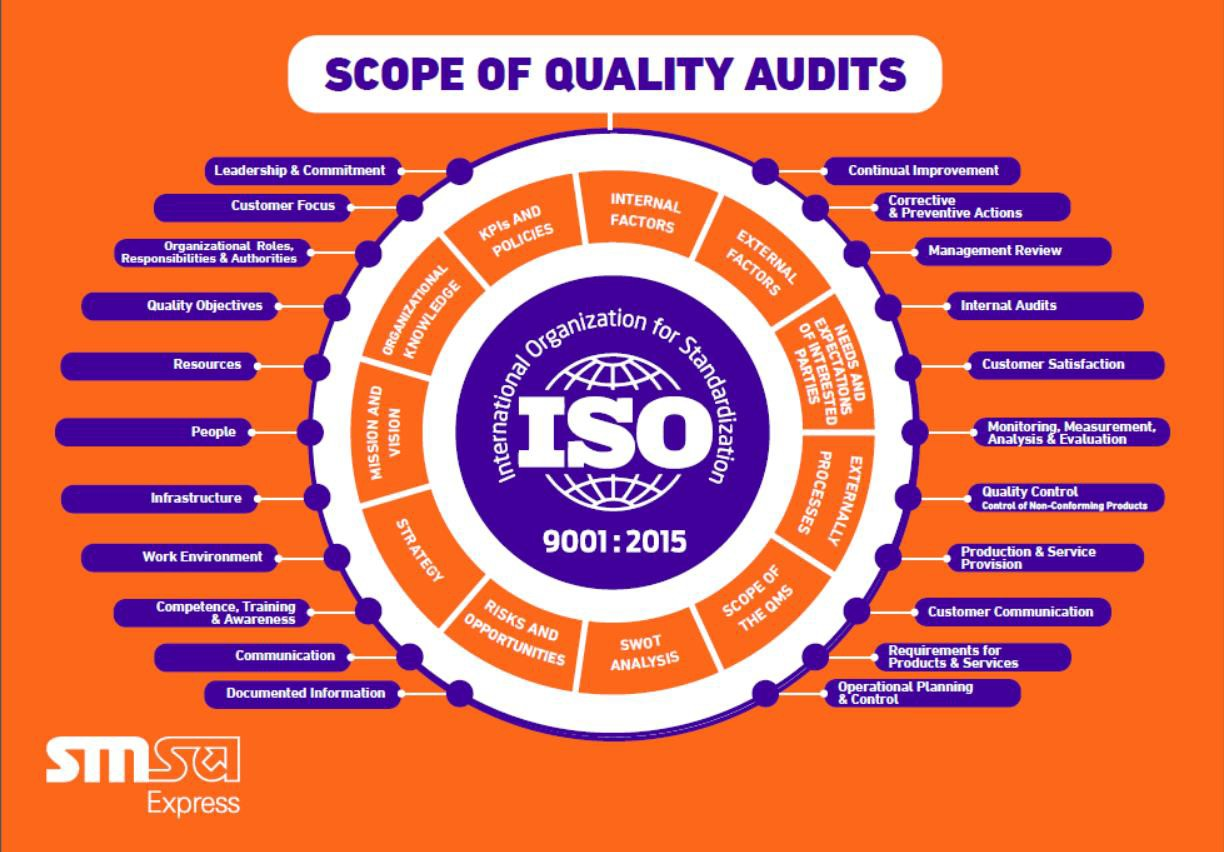 SCOPE OF QUALITY AUDITS
Leadership & Commitment
Customer Focus
Organizational Roles,
Responsibilities & Authorities
Quality Objectives
Resources
People
Infrastructure
Work Environment
Competence, Training
& Awareness
Communication
Documented Information
Continual Improvement
Corrective
& Preventive Actions
Management Review
Internal Audits
Customer Satisfaction
Monitoring, Measurement,
Analysis & Evaluation
Quality Control
Control of Non-Conforming Products
Production & Service
Provision
Customer Communication
Requirements for
Products & Services
Operational Planning
& Control
INTERNAL
FACTORS
EXTERNAL
FACTORS
NEEDS AND
EXPECTATIONS
OF INTERESTED
PARTIES
EXTERNALLY
PROCESSES
SCOPE OF
THE QMS
SWOT
ANALYSIS
RISKS AND
OPPORTUNITIES
STRATEGY
MISSION AND
VISION
ORGANIZATIONAL
KNOWLEDGE
KPIs AND
POLICIES
International Organization for Standardization
ISO
9001:2015
smsa
Express